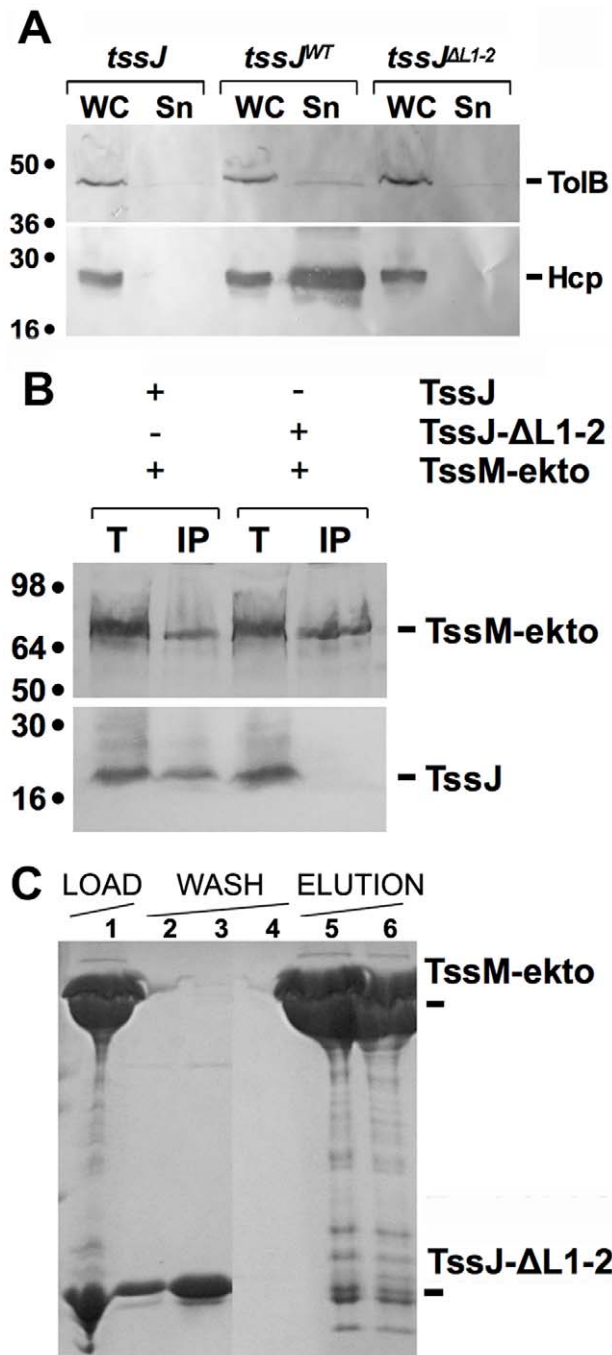 A
tssJ tssJWT tssJΔL1-2
WC Sn WC Sn WC Sn
50 • – TolB
36 •
30 • – Hcp
16 •
B
+ - TssJ
- + TssJ-ΔL1-2
+ + TssM-ekto
T IP T IP
98 •
– TssM-ekto
64 •
50 •
30 •
– TssJ
16 •
C
LOAD WASH ELUTION
1 2 3 4 5 6
TssM-ekto
–
TssJ-ΔL1-2
–